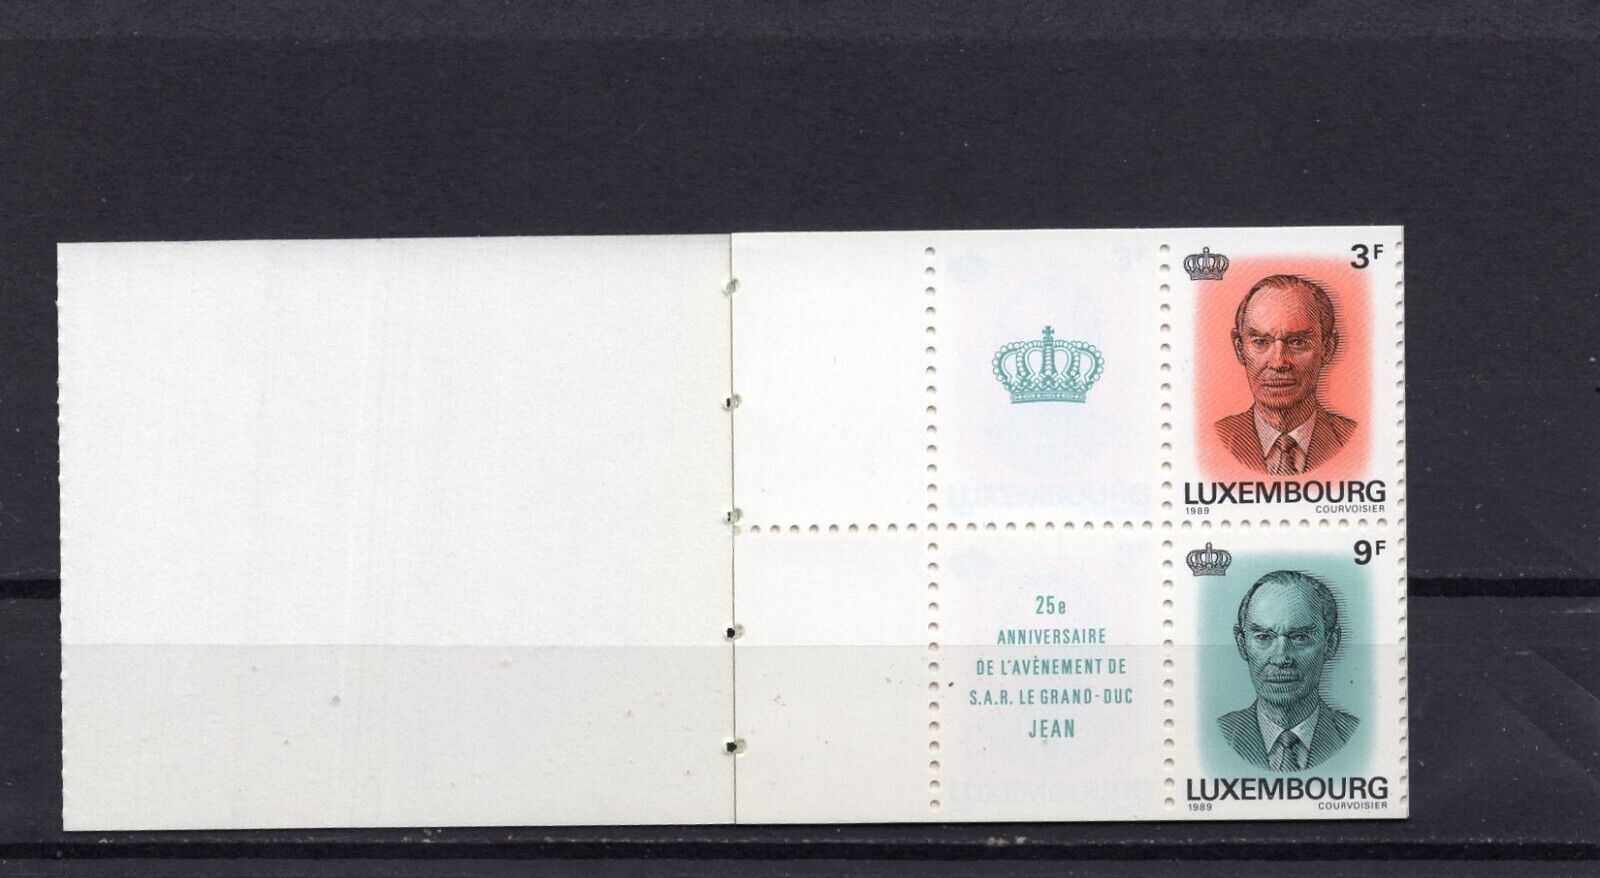 3F
LUXEMBOURG
1989 COURVOISIER
25e
ANNIVERSAIRE
DE L'AVÈNEMENT DE
S.A.R. LE GRAND-DUC
JEAN
9F
LUXEMBOURG
1989 COURVOISIER